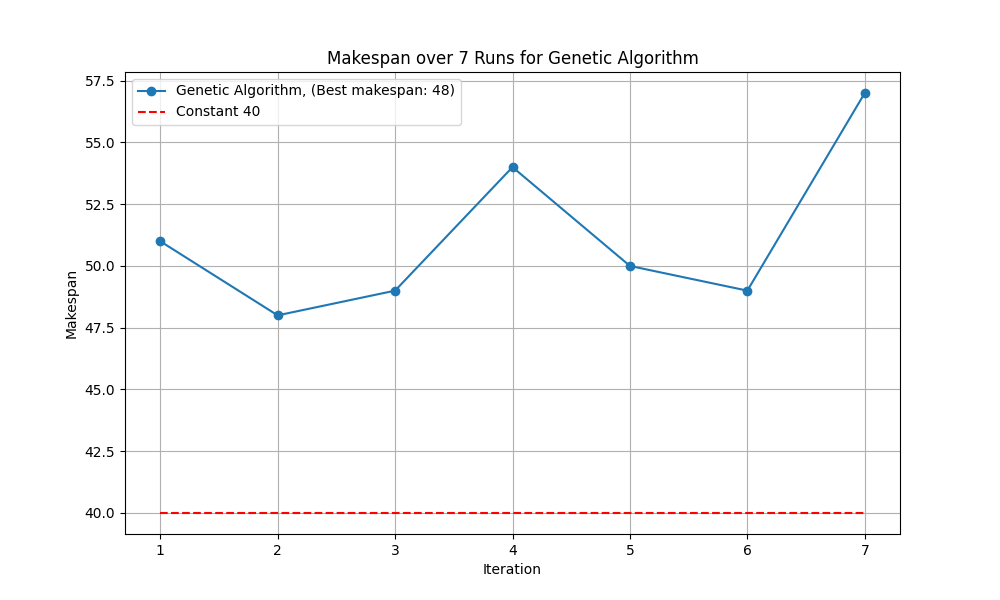 Makespan over 7 Runs for Genetic Algorithm
Genetic Algorithm, (Best makespan: 48)
Constant 40
57.5
55.0
52.5
50.0
47.5
45.0
42.5
40.0
Makespan
1 2 3 4 5 6 7
Iteration